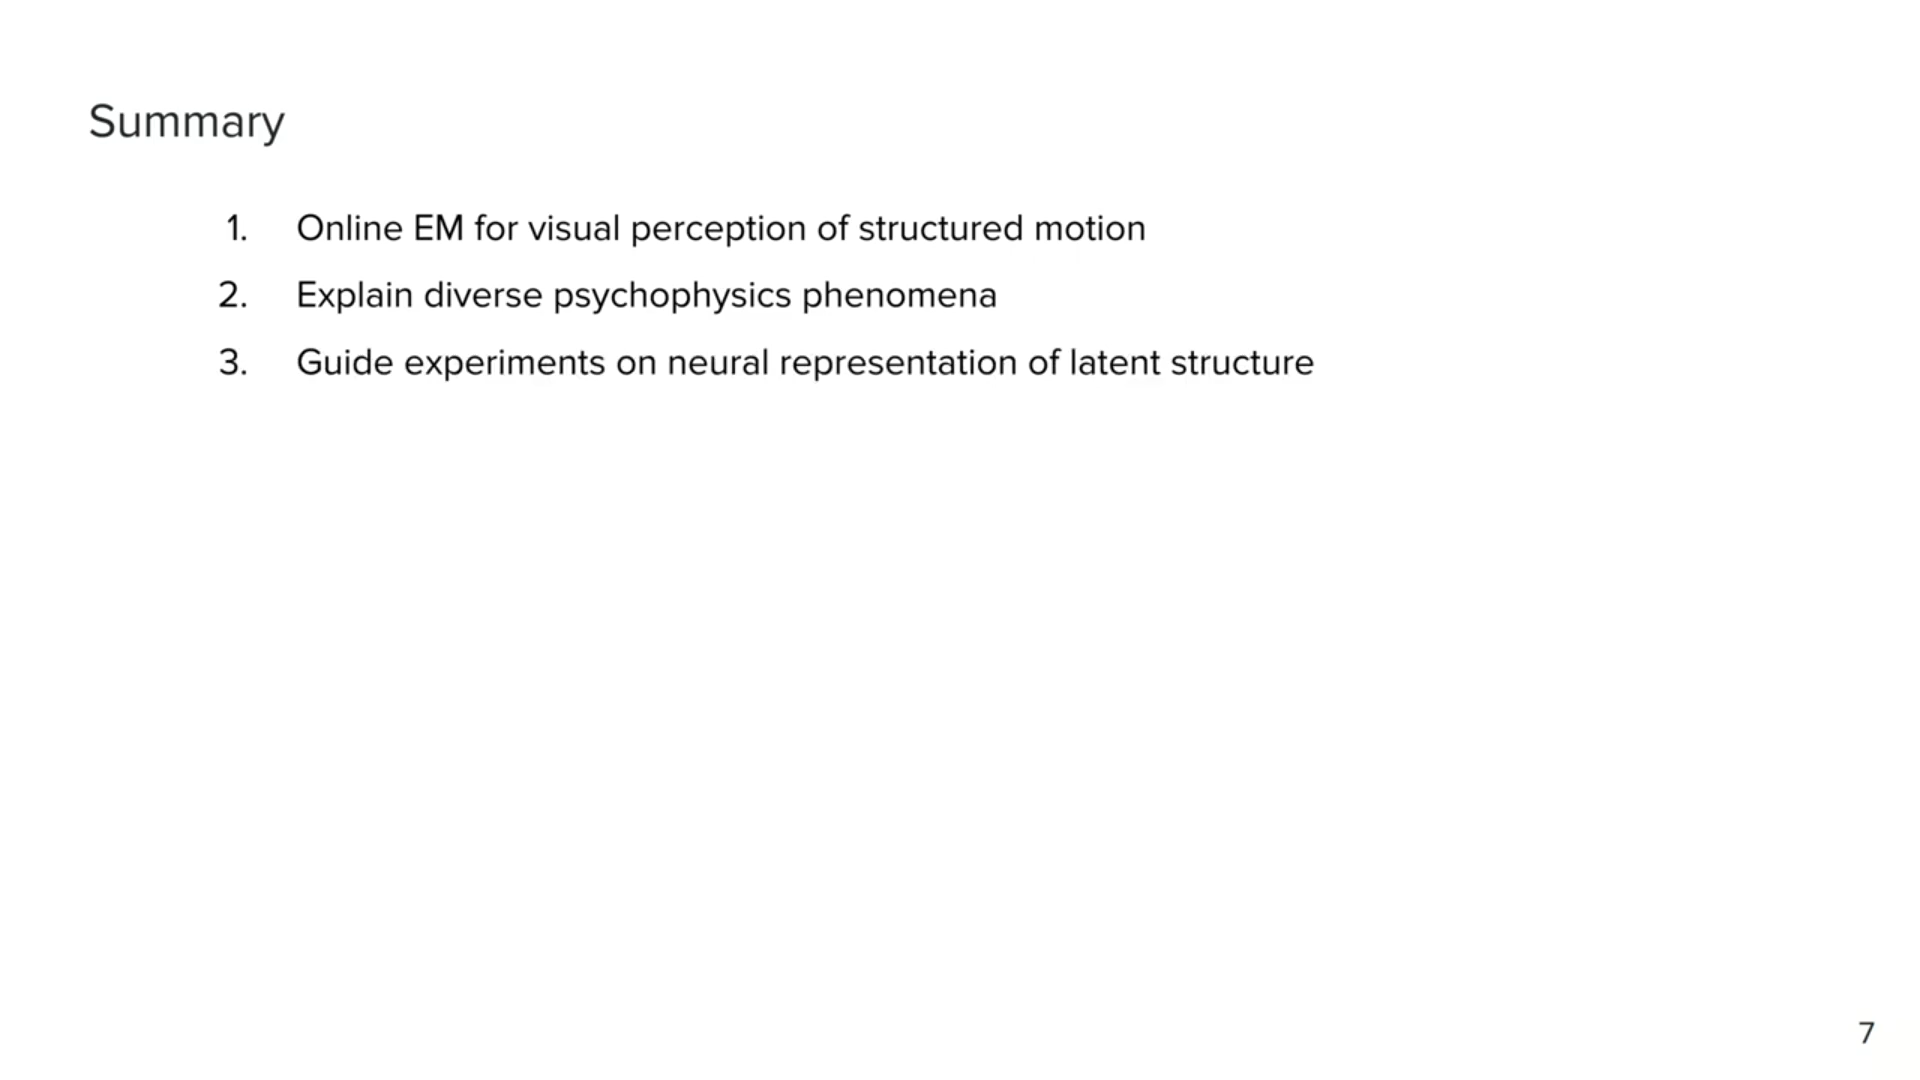 Summary
1. Online EM for visual perception of structured motion
2. Explain diverse psychophysics phenomena
3. Guide experiments on neural representation of latent structure
7